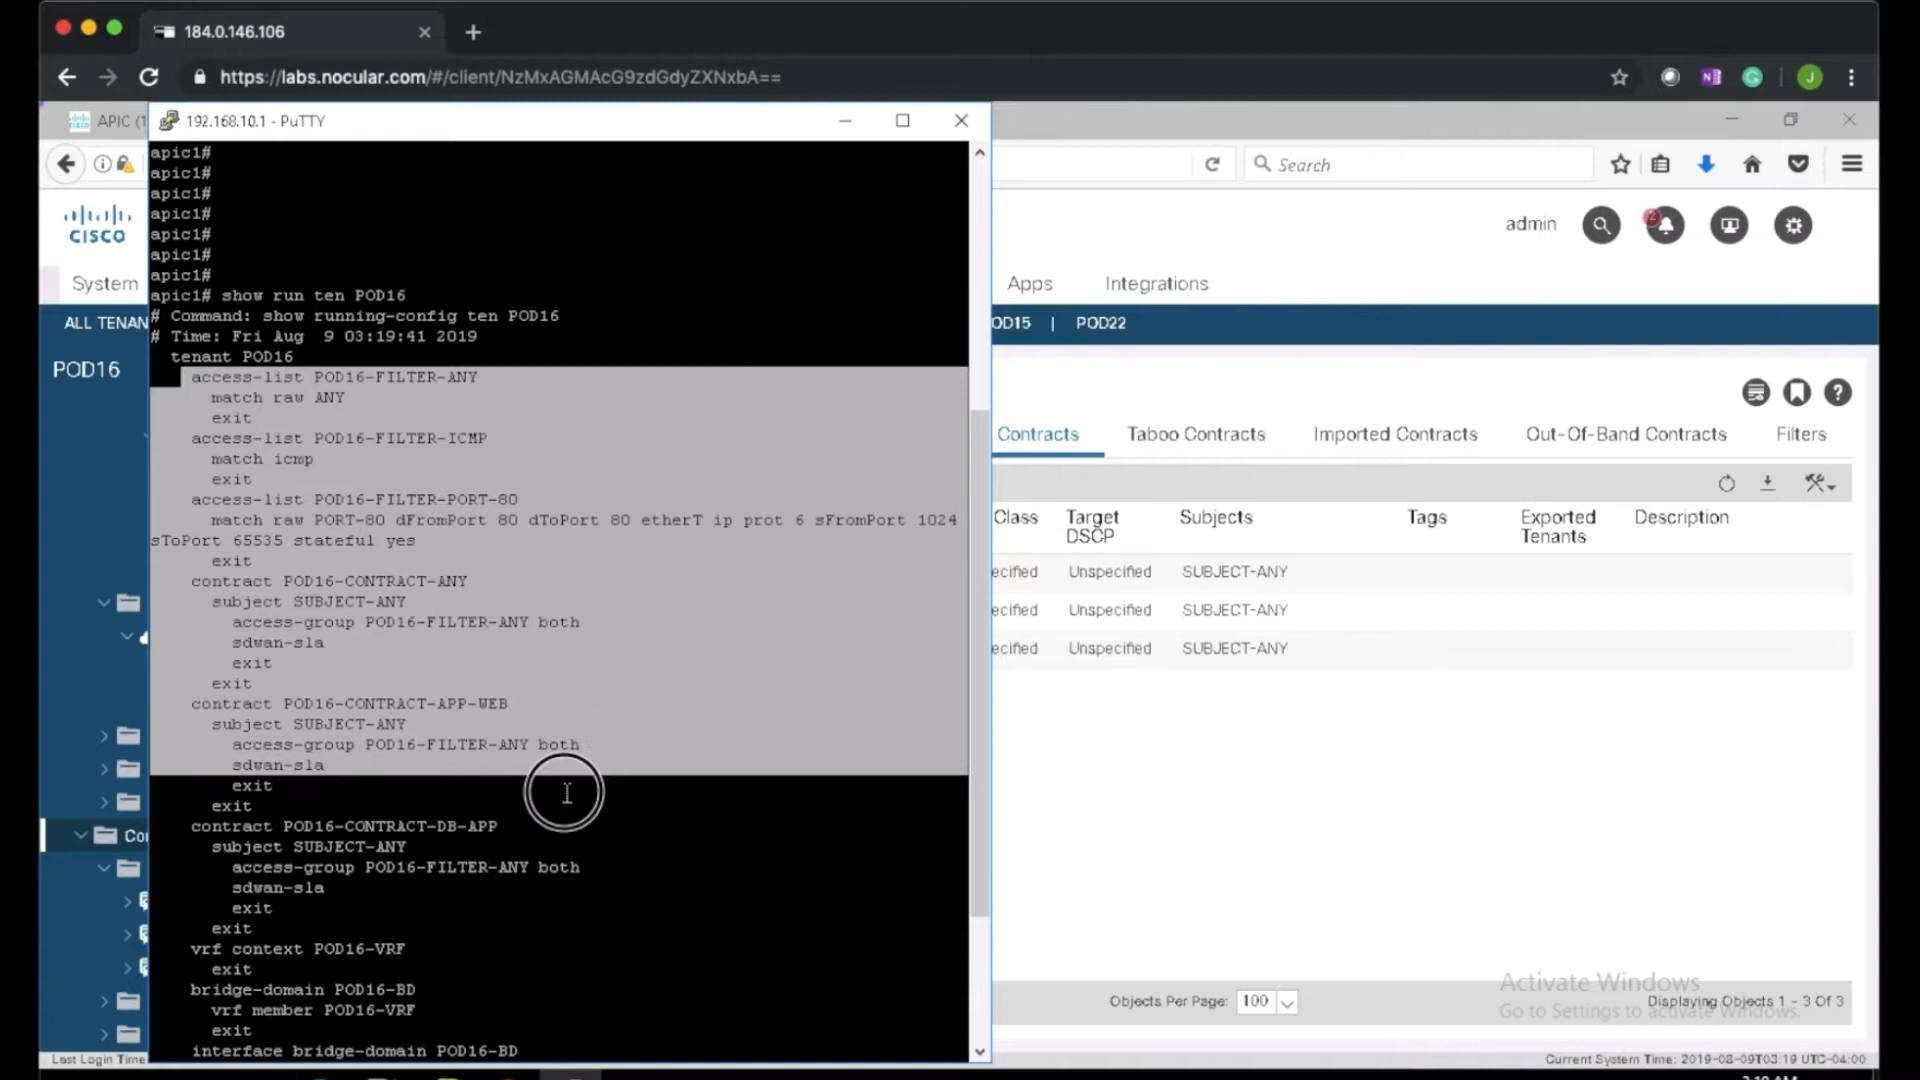 184.0.146.106
https://labs.nocular.com/#/client/NzMxAGMAcG9zdGdyZXNxbA==
N
J
APIC (1
192.168.10.1 - PuTTY
Search
cisco
admin
2
System
Apps
Integrations
ALL TENAN
OD15 | POD22
POD16
apic1#
apic1#
apic1#
apic1#
apic1#
apic1#
apic1#
apic1# show run ten POD16
# Command: show running-config ten POD16
# Time: Fri Aug  9 03:19:41 2019
tenant POD16
access-list POD16-FILTER-ANY
match raw ANY
exit
access-list POD16-FILTER-ICMP
match icmp
exit
access-list POD16-FILTER-PORT-80
match raw PORT-80 dFromPort 80 dToPort 80 etherT ip prot 6 sFromPort 1024
sToPort 65535 stateful yes
exit
contract POD16-CONTRACT-ANY
subject SUBJECT-ANY
access-group POD16-FILTER-ANY both
sdwan-sla
exit
exit
contract POD16-CONTRACT-APP-WEB
subject SUBJECT-ANY
access-group POD16-FILTER-ANY both
sdwan-sla
exit
exit
contract POD16-CONTRACT-DB-APP
subject SUBJECT-ANY
access-group POD16-FILTER-ANY both
sdwan-sla
exit
exit
vrf context POD16-VRF
exit
bridge-domain POD16-BD
vrf member POD16-VRF
exit
interface bridge-domain POD16-BD
Con
Contracts Taboo Contracts Imported Contracts Out-Of-Band Contracts Filters
Class Target DSCP Subjects Tags Exported Tenants Description
ecified Unspecified SUBJECT-ANY
ecified Unspecified SUBJECT-ANY
ecified Unspecified SUBJECT-ANY
Activate Windows
Go to Settings to activate Windows.
Objects Per Page: 100
Displaying Objects 1 - 3 Of 3
Last Login Time
Current System Time: 2019-08-09T03:19 UTC-04:00